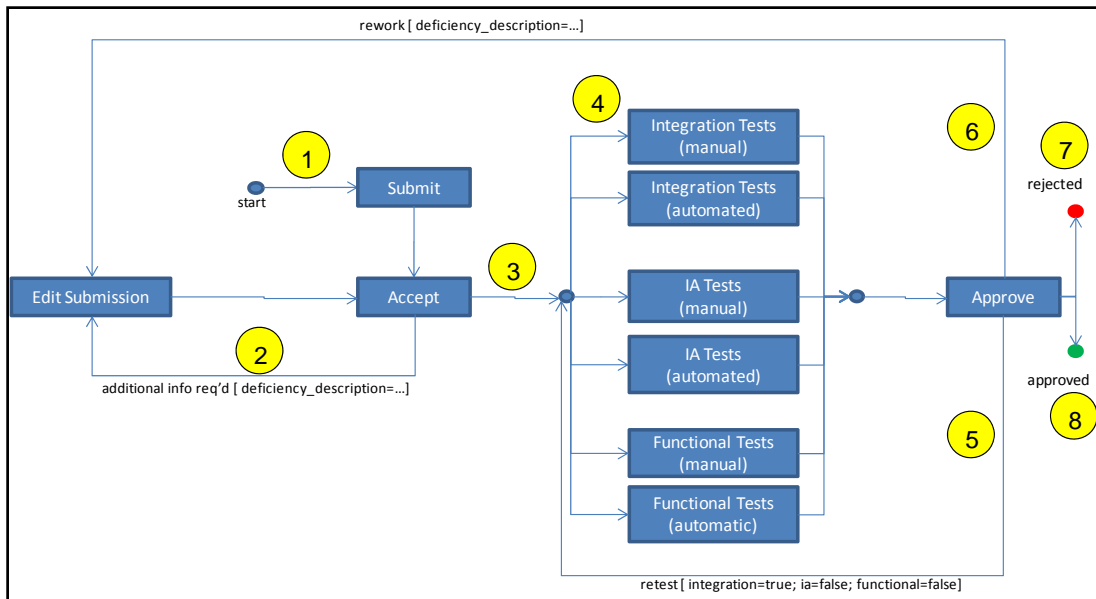 rework [ deficiency_description=…]
4
Integration Tests
(manual)
6
7
1
rejected
Submit
Integration Tests
(automated)
start
3
Edit Submission
Accept
IA Tests
(manual)
Approve
2
IA Tests
(automated)
additional info req’d [ deficiency_description=…]
approved
8
5
Functional Tests
(manual)
Functional Tests
(automatic)
retest [ integration=true; ia=false; functional=false]